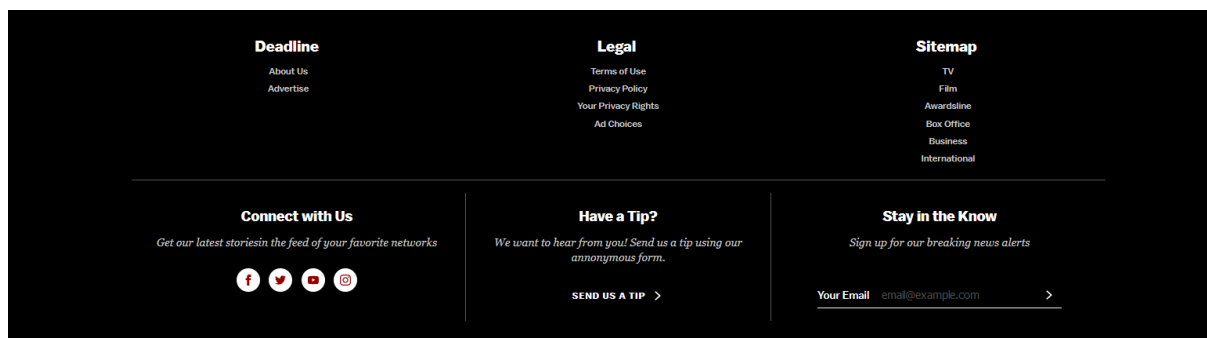 Deadline
About Us
Advertise
Legal
Terms of Use
Privacy Policy
Your Privacy Rights
Ad Choices
Sitemap
TV
Film
Awardsline
Box Office
Business
International
Connect with Us
Get our latest storiesin the feed of your favorite networks
Have a Tip?
We want to hear from you! Send us a tip using our
annonymous form.
SEND US A TIP
Stay in the Know
Sign up for our breaking news alerts
Your Email email@example.com